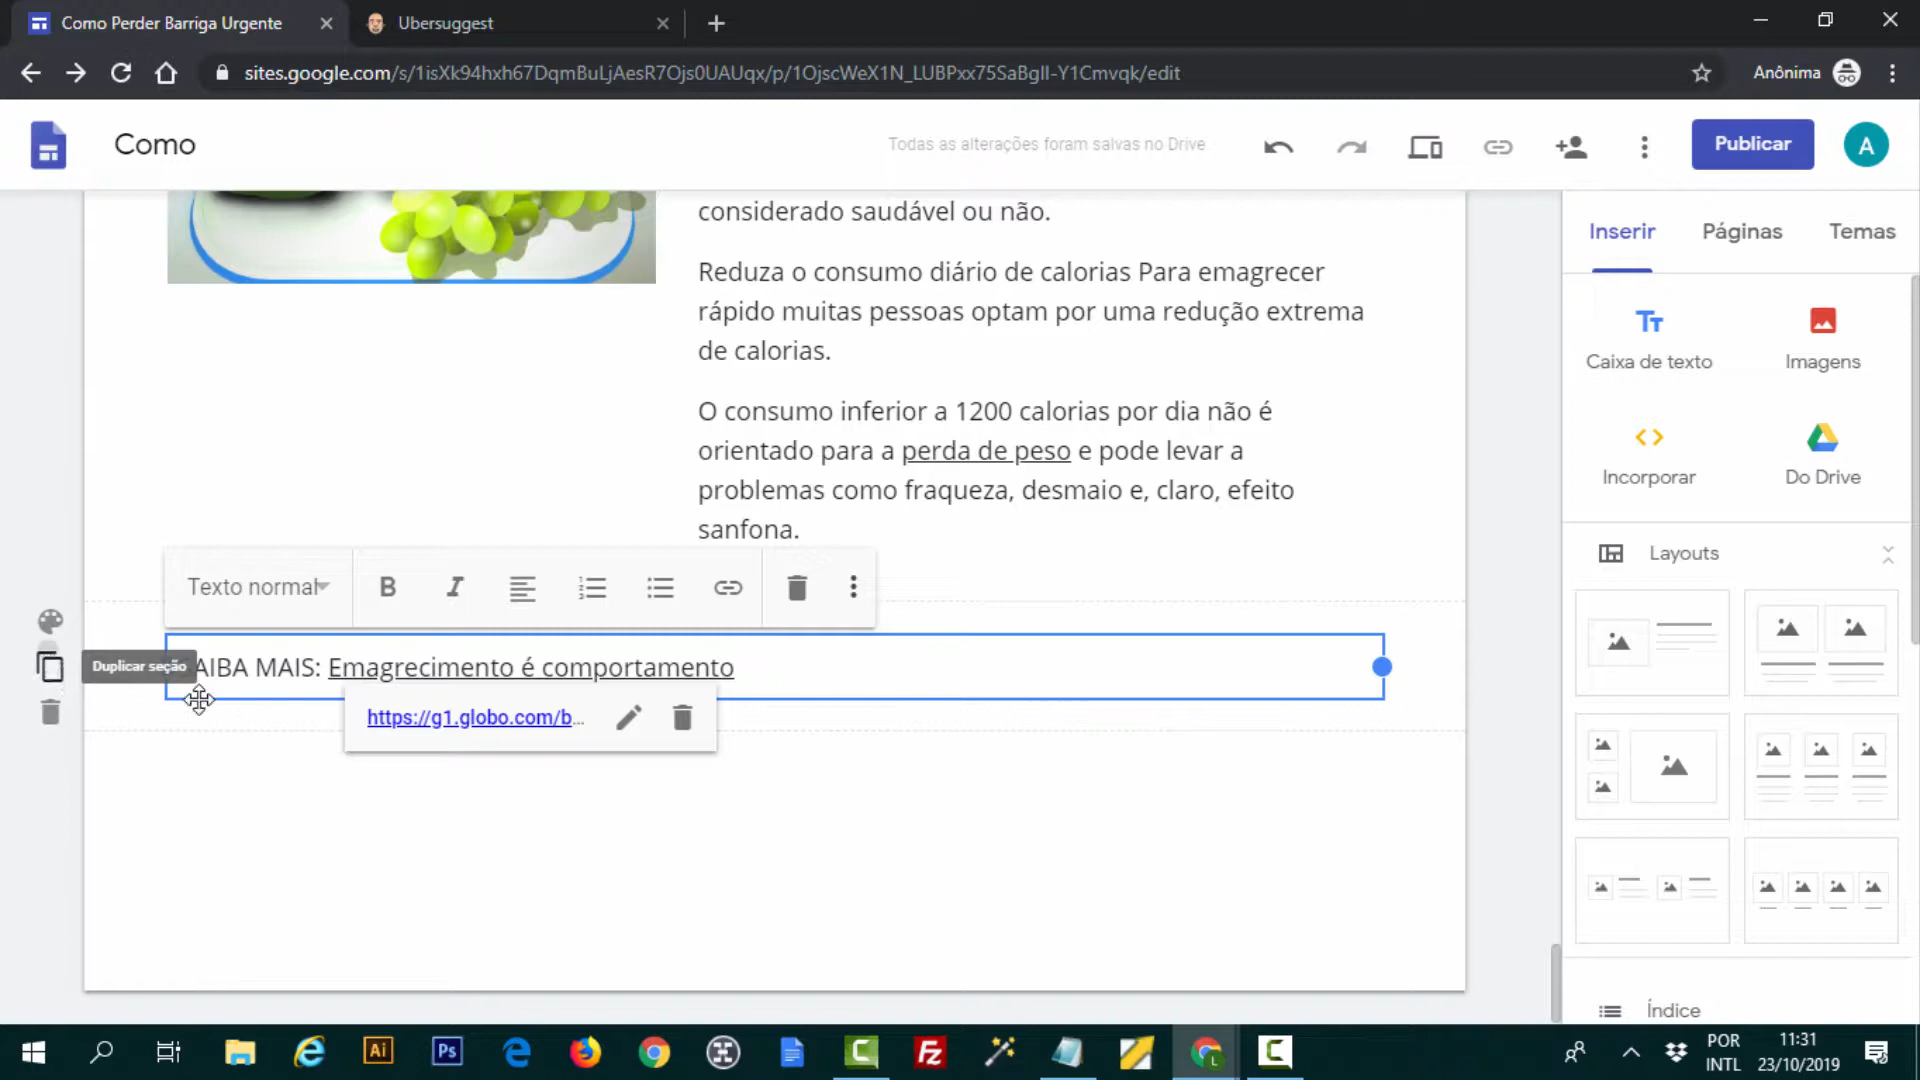 Como Perder Barriga Urgente
Ubersuggest
sites.google.com/s/1isXk94hxh67DqmBuLjAesR7Ojs0UAUqx/p/1OjscWeX1N_LUBPxx75SaBgll-Y1Cmvqk/edit
Anônima
Como
Todas as alterações foram salvas no Drive
Publicar
A
considerado saudável ou não.
Reduza o consumo diário de calorias Para emagrecer
rápido muitas pessoas optam por uma redução extrema
de calorias.
O consumo inferior a 1200 calorias por dia não é
orientado para a perda de peso e pode levar a
problemas como fraqueza, desmaio e, claro, efeito
sanfona.
Texto normal
B I
Duplicar seção
AIBA MAIS: Emagrecimento é comportamento
https://g1.globo.com/b...
Inserir Páginas Temas
Caixa de texto
Imagens
Incorporar
Do Drive
Layouts
Índice
Ai
Ps
Fz
L
POR
INTL
11:31
23/10/2019